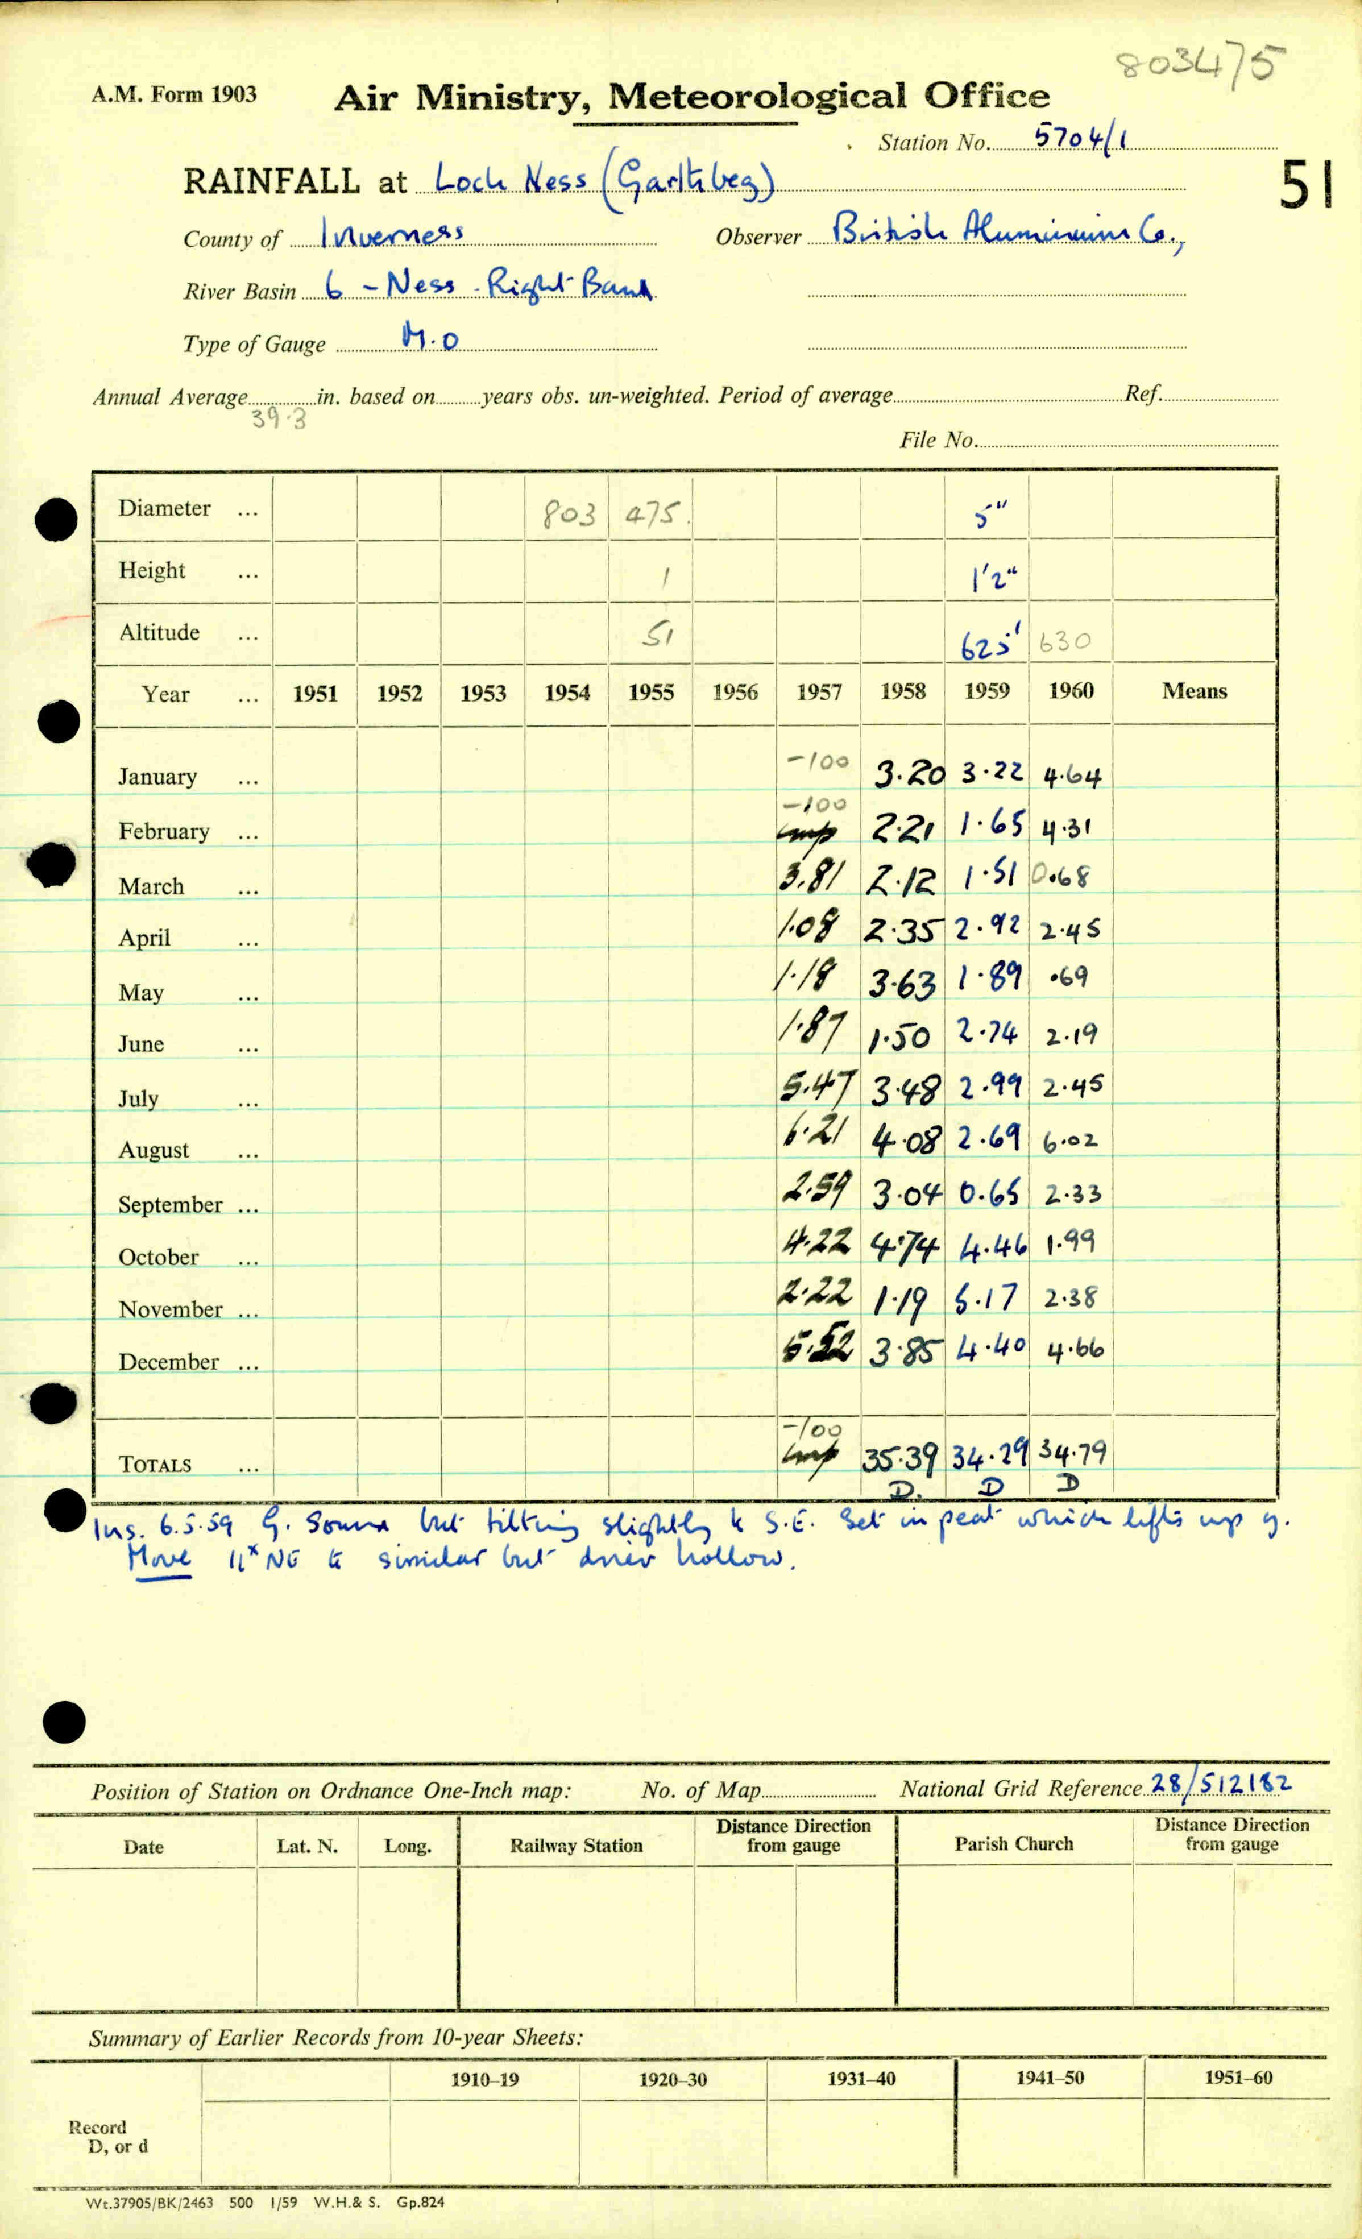 803475
A.M. Form 1903 Air Ministry, Meteorological Office
Station No. 5704/1
51
RAINFALL at Loch Ness (Garthbeg)
County of Inverness Observer British Aluminium Co.,
River Basin 6 - Ness - Right Bank
Type of Gauge M.O
Annual Average in. based on years obs. un-weighted. Period of average Ref.
39.3
File No.
Diameter ... 803 475. 5"
Height ... 1 1'2"
Altitude ... 51 625' 630
Year ... 1951 1952 1953 1954 1955 1956 1957 1958 1959 1960 Means
January ... -100 3.20 3.22 4.64
-100
February ... Imp 2.21 1.65 4.31
March ... 3.81 2.12 1.51 0.68
April ... 1.08 2.35 2.92 2.45
May ... 1.18 3.63 1.89 .69
June ... 1.87 1.50 2.74 2.19
July ... 5.47 3.48 2.99 2.45
August ... 6.21 4.08 2.69 6.02
September ... 2.59 3.04 0.65 2.33
October ... 4.22 4.74 4.46 1.99
November ... 2.22 1.19 5.17 2.38
December ... 5.52 3.85 4.40 4.66
-100
TOTALS ... Imp 35.39 34.29 34.79
D. D D
Ins. 6.5.59 G. Sound but tilting slightly to S.E. Set in peat which lifts up g.
Move 11x NE to similar but drier hollow.
Position of Station on Ordnance One-Inch map: No. of Map National Grid Reference 28/512182
Date Lat. N. Long. Railway Station Distance Direction from gauge Parish Church Distance Direction from gauge
Summary of Earlier Records from 10-year Sheets:
1910–19 1920–30 1931–40 1941–50 1951–60
Record
D, or d
Wt.37905/BK/2463 500 1/59 W.H.& S. Gp.824